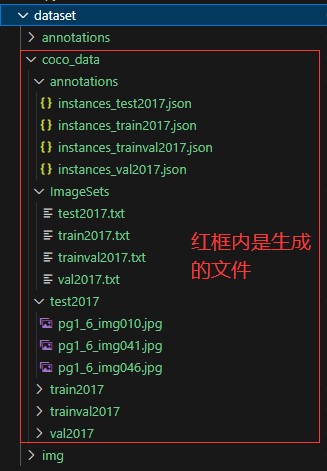 dataset
annotations
coco_data
annotations
{} instances_test2017.json
{} instances_train2017.json
{} instances_trainval2017.json
{} instances_val2017.json
ImageSets
test2017.txt
train2017.txt
trainval2017.txt
val2017.txt
红框内是生成
的文件
test2017
pg1_6_img010.jpg
pg1_6_img041.jpg
pg1_6_img046.jpg
train2017
trainval2017
val2017
img